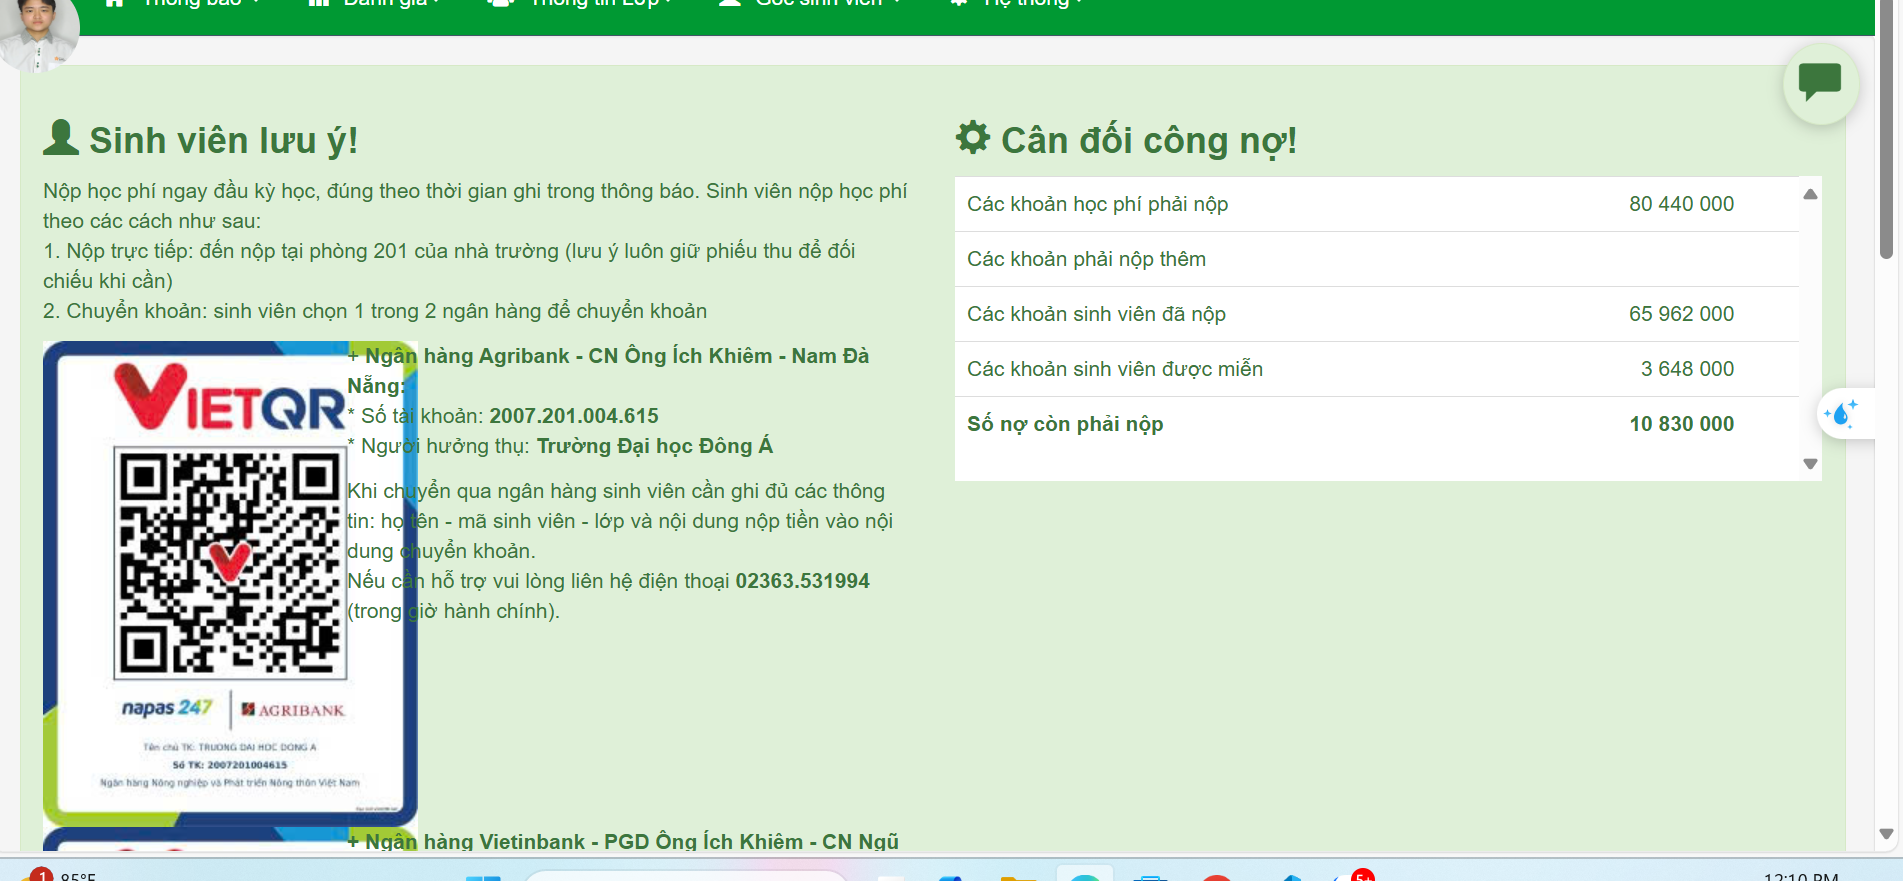 Thông báo
Đánh giá
Thông tin Lớp
Góc sinh viên
Hệ thống
Sinh viên lưu ý!
Nộp học phí ngay đầu kỳ học, đúng theo thời gian ghi trong thông báo. Sinh viên nộp học phí
theo các cách như sau:
1. Nộp trực tiếp: đến nộp tại phòng 201 của nhà trường (lưu ý luôn giữ phiếu thu để đối
chiếu khi cần)
2. Chuyển khoản: sinh viên chọn 1 trong 2 ngân hàng để chuyển khoản
VIETQR
napas 247
AGRIBANK
Tên chủ TK: TRUONG DAI HOC DONG A
Số TK: 2007201004615
Ngân hàng Nông nghiệp và Phát triển Nông thôn Việt Nam
+ Ngân hàng Agribank - CN Ông Ích Khiêm - Nam Đà
Nẵng:
* Số tài khoản: 2007.201.004.615
* Người hưởng thụ: Trường Đại học Đông Á
Khi chuyển qua ngân hàng sinh viên cần ghi đủ các thông
tin: họ tên - mã sinh viên - lớp và nội dung nộp tiền vào nội
dung chuyển khoản.
Nếu cần hỗ trợ vui lòng liên hệ điện thoại 02363.531994
(trong giờ hành chính).
+ Ngân hàng Vietinbank - PGD Ông Ích Khiêm - CN Ngũ
Cân đối công nợ!
Các khoản học phí phải nộp 80 440 000
Các khoản phải nộp thêm
Các khoản sinh viên đã nộp 65 962 000
Các khoản sinh viên được miễn 3 648 000
Số nợ còn phải nộp 10 830 000
1
85°F
5+
12:10 PM